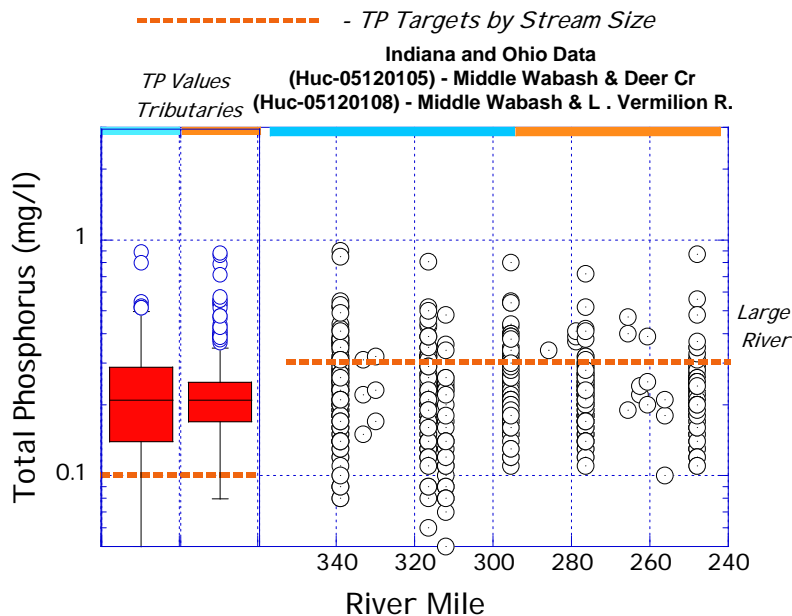 - TP Targets by Stream Size
Indiana and Ohio Data
(Huc-05120105) - Middle Wabash & Deer Cr
(Huc-05120108) - Middle Wabash & L . Vermilion R.
TP Values
Tributaries
Total Phosphorus (mg/l)
1
0.1
Large
River
340
320
300
280
260
240
River Mile